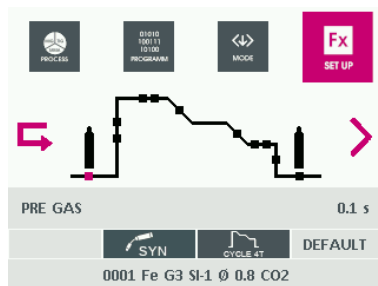 PROCESS
01010
100111
10100
PROGRAMM
MODE
Fx
SET UP
PRE GAS 0.1 s
SYN CYCLE 4T DEFAULT
0001 Fe G3 SI-1 Ø 0.8 CO2